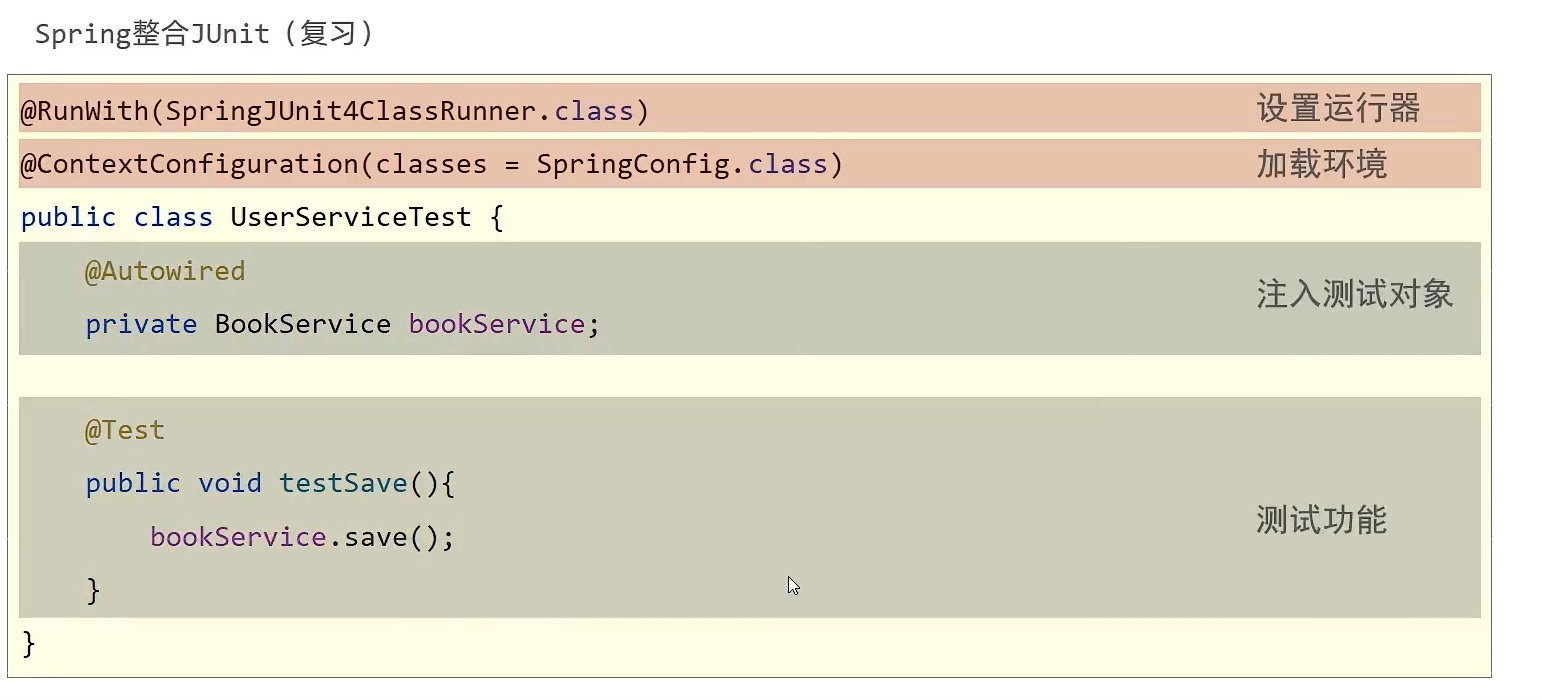 Spring整合JUnit（复习）
@RunWith(SpringJUnit4ClassRunner.class) 设置运行器
@ContextConfiguration(classes = SpringConfig.class) 加载环境
public class UserServiceTest {
@Autowired
注入测试对象
private BookService bookService;
@Test
public void testSave(){
测试功能
bookService.save();
}
}